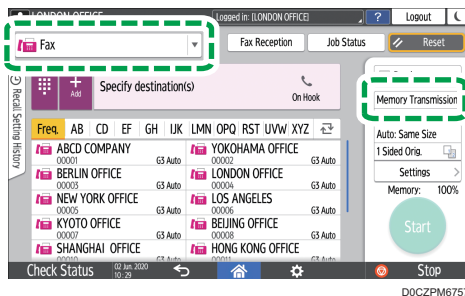 LONDON OFFICE
Logged in: [LONDON OFFICE]
?
Logout
Fax
Fax Reception
Job Status
Reset
Recall Setting History
Add
Specify destination(s)
On Hook
Memory Transmission
Freq. AB CD EF GH IJK LMN OPQ RST UVW XYZ
Auto: Same Size
1 Sided Orig.
Settings >
Memory: 100%
Start
ABCD COMPANY
00001 G3 Auto
YOKOHAMA OFFICE
00002 G3 Auto
BERLIN OFFICE
00003 G3 Auto
LONDON OFFICE
00004 G3 Auto
NEW YORK OFFICE
00005 G3 Auto
LOS ANGELES
00006 G3 Auto
KYOTO OFFICE
00007 G3 Auto
BEIJING OFFICE
00008 G3 Auto
SHANGHAI OFFICE
00010 G3 Auto
HONG KONG OFFICE
00011 G3 Auto
Check Status
02 Jun. 2020
10:29
Stop
D0CZPM6757